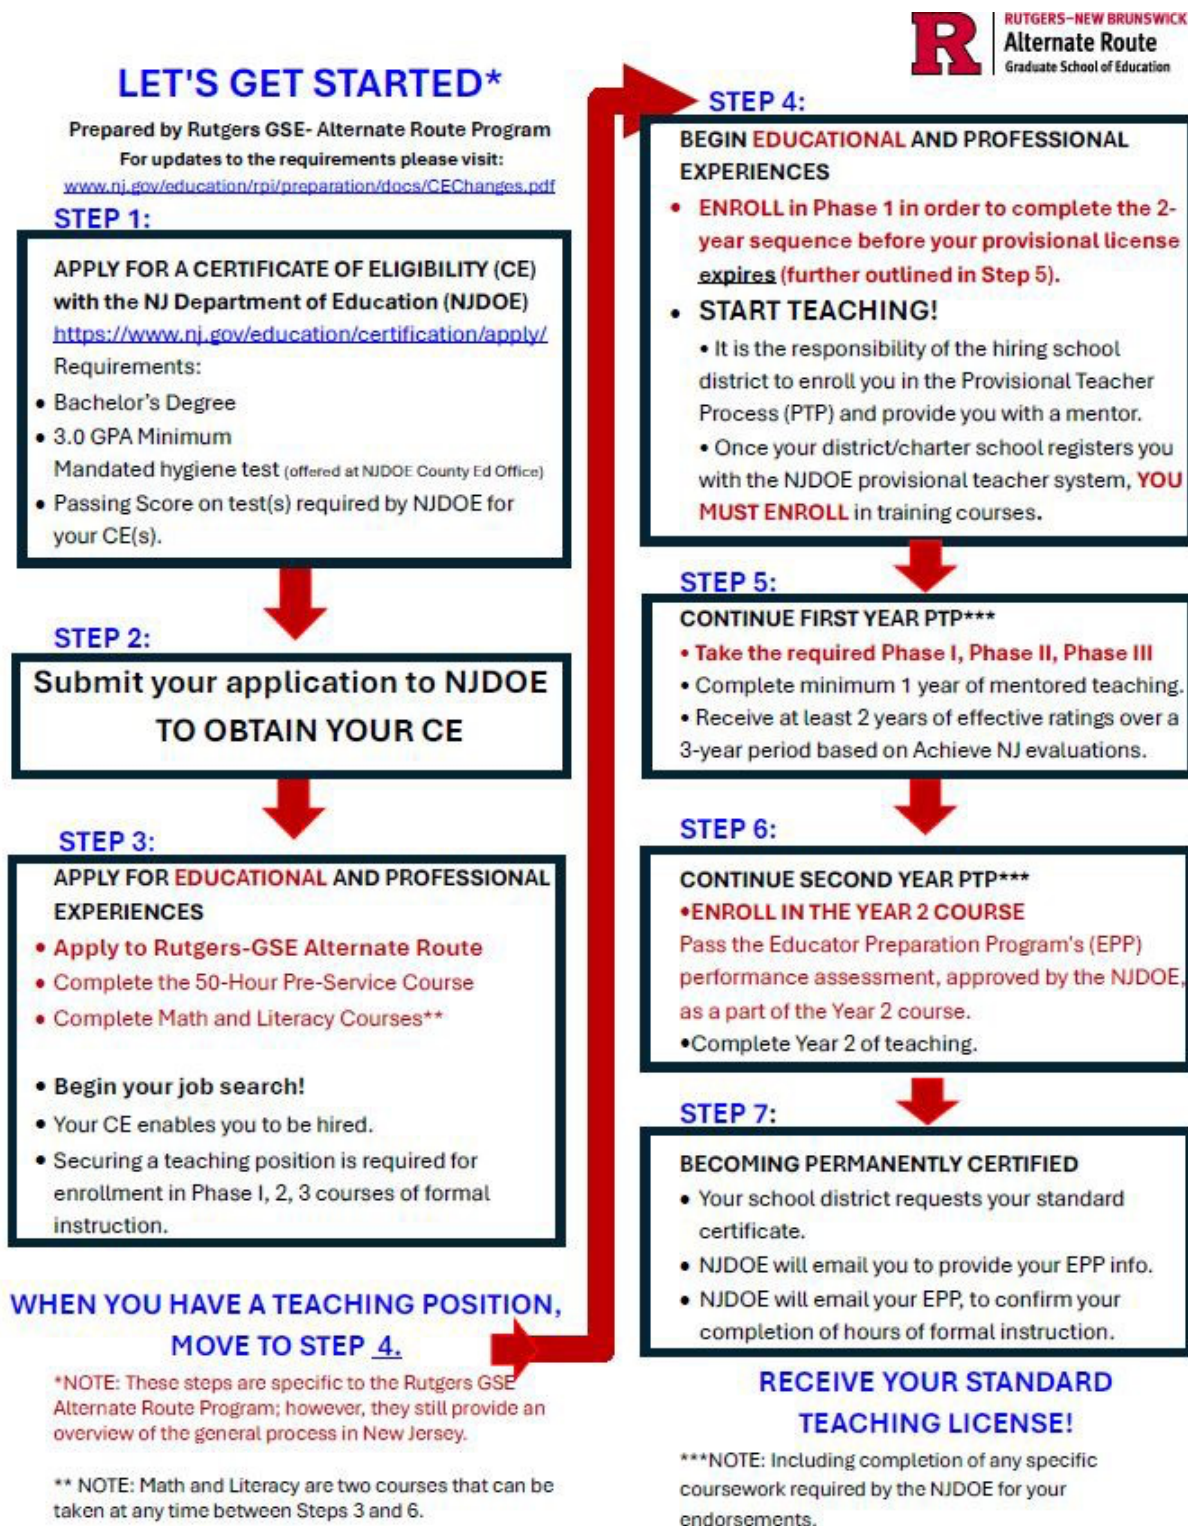 RUTGERS–NEW BRUNSWICK
Alternate Route
Graduate School of Education
LET'S GET STARTED*
Prepared by Rutgers GSE- Alternate Route Program
For updates to the requirements please visit:
www.nj.gov/education/rpi/preparation/docs/CEChanges.pdf
STEP 1:
APPLY FOR A CERTIFICATE OF ELIGIBILITY (CE)
with the NJ Department of Education (NJDOE)
https://www.nj.gov/education/certification/apply/
Requirements:
• Bachelor's Degree
• 3.0 GPA Minimum
Mandated hygiene test (offered at NJDOE County Ed Office)
• Passing Score on test(s) required by NJDOE for
your CE(s).
STEP 2:
Submit your application to NJDOE
TO OBTAIN YOUR CE
STEP 3:
APPLY FOR EDUCATIONAL AND PROFESSIONAL
EXPERIENCES
• Apply to Rutgers-GSE Alternate Route
• Complete the 50-Hour Pre-Service Course
• Complete Math and Literacy Courses**
• Begin your job search!
• Your CE enables you to be hired.
• Securing a teaching position is required for
enrollment in Phase I, 2, 3 courses of formal
instruction.
WHEN YOU HAVE A TEACHING POSITION,
MOVE TO STEP 4.
*NOTE: These steps are specific to the Rutgers GSE
Alternate Route Program; however, they still provide an
overview of the general process in New Jersey.
** NOTE: Math and Literacy are two courses that can be
taken at any time between Steps 3 and 6.
STEP 4:
BEGIN EDUCATIONAL AND PROFESSIONAL
EXPERIENCES
• ENROLL in Phase 1 in order to complete the 2-
year sequence before your provisional license
expires (further outlined in Step 5).
• START TEACHING!
• It is the responsibility of the hiring school
district to enroll you in the Provisional Teacher
Process (PTP) and provide you with a mentor.
• Once your district/charter school registers you
with the NJDOE provisional teacher system, YOU
MUST ENROLL in training courses.
STEP 5:
CONTINUE FIRST YEAR PTP***
• Take the required Phase I, Phase II, Phase III
• Complete minimum 1 year of mentored teaching.
• Receive at least 2 years of effective ratings over a
3-year period based on Achieve NJ evaluations.
STEP 6:
CONTINUE SECOND YEAR PTP***
•ENROLL IN THE YEAR 2 COURSE
Pass the Educator Preparation Program's (EPP)
performance assessment, approved by the NJDOE,
as a part of the Year 2 course.
•Complete Year 2 of teaching.
STEP 7:
BECOMING PERMANENTLY CERTIFIED
• Your school district requests your standard
certificate.
• NJDOE will email you to provide your EPP info.
• NJDOE will email your EPP, to confirm your
completion of hours of formal instruction.
RECEIVE YOUR STANDARD
TEACHING LICENSE!
***NOTE: Including completion of any specific
coursework required by the NJDOE for your
endorsements.